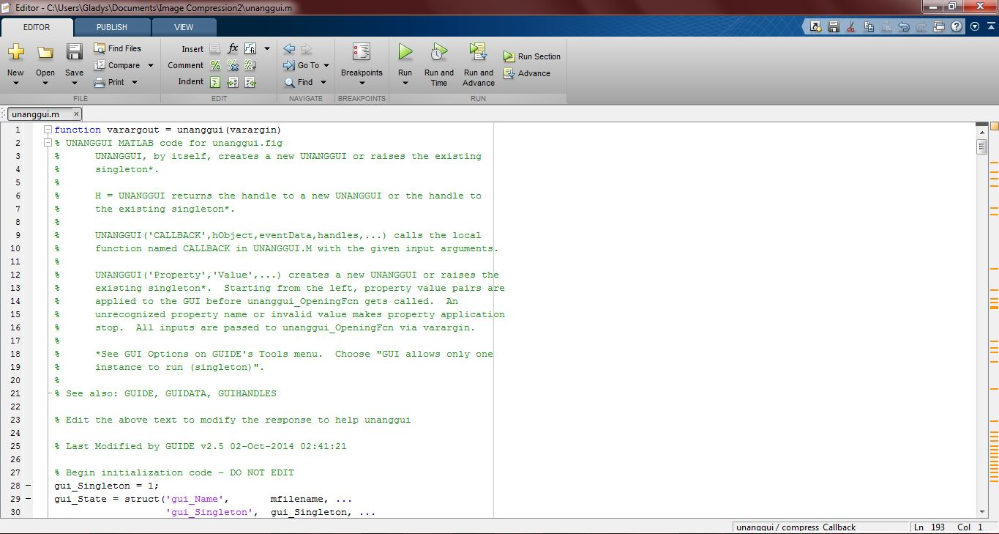 Editor - C:\Users\Gladys\Documents\Image Compression2\unanggui.m
EDITOR PUBLISH VIEW
Find Files Insert fx
Compare Comment Go To
Print Indent Find
New Open Save Breakpoints Run Run and Time Run and Advance Run Section
Advance
FILE EDIT NAVIGATE BREAKPOINTS RUN
unanggui.m
1 function varargout = unanggui(varargin)
2 % UNANGGUI MATLAB code for unanggui.fig
3 % UNANGGUI, by itself, creates a new UNANGGUI or raises the existing
4 % singleton*.
5 %
6 % H = UNANGGUI returns the handle to a new UNANGGUI or the handle to
7 % the existing singleton*.
8 %
9 % UNANGGUI('CALLBACK',hObject,eventData,handles,...) calls the local
10 % function named CALLBACK in UNANGGUI.M with the given input arguments.
11 %
12 % UNANGGUI('Property','Value',...) creates a new UNANGGUI or raises the
13 % existing singleton*.  Starting from the left, property value pairs are
14 % applied to the GUI before unanggui_OpeningFcn gets called.  An
15 % unrecognized property name or invalid value makes property application
16 % stop.  All inputs are passed to unanggui_OpeningFcn via varargin.
17 %
18 % *See GUI Options on GUIDE's Tools menu.  Choose "GUI allows only one
19 % instance to run (singleton)".
20 %
21 % See also: GUIDE, GUIDATA, GUIHANDLES
22
23 % Edit the above text to modify the response to help unanggui
24
25 % Last Modified by GUIDE v2.5 02-Oct-2014 02:41:21
26
27 % Begin initialization code - DO NOT EDIT
28 gui_Singleton = 1;
29 gui_State = struct('gui_Name', mfilename, ...
30 'gui_Singleton', gui_Singleton, ...
unanggui / compress_Callback Ln 193 Col 1